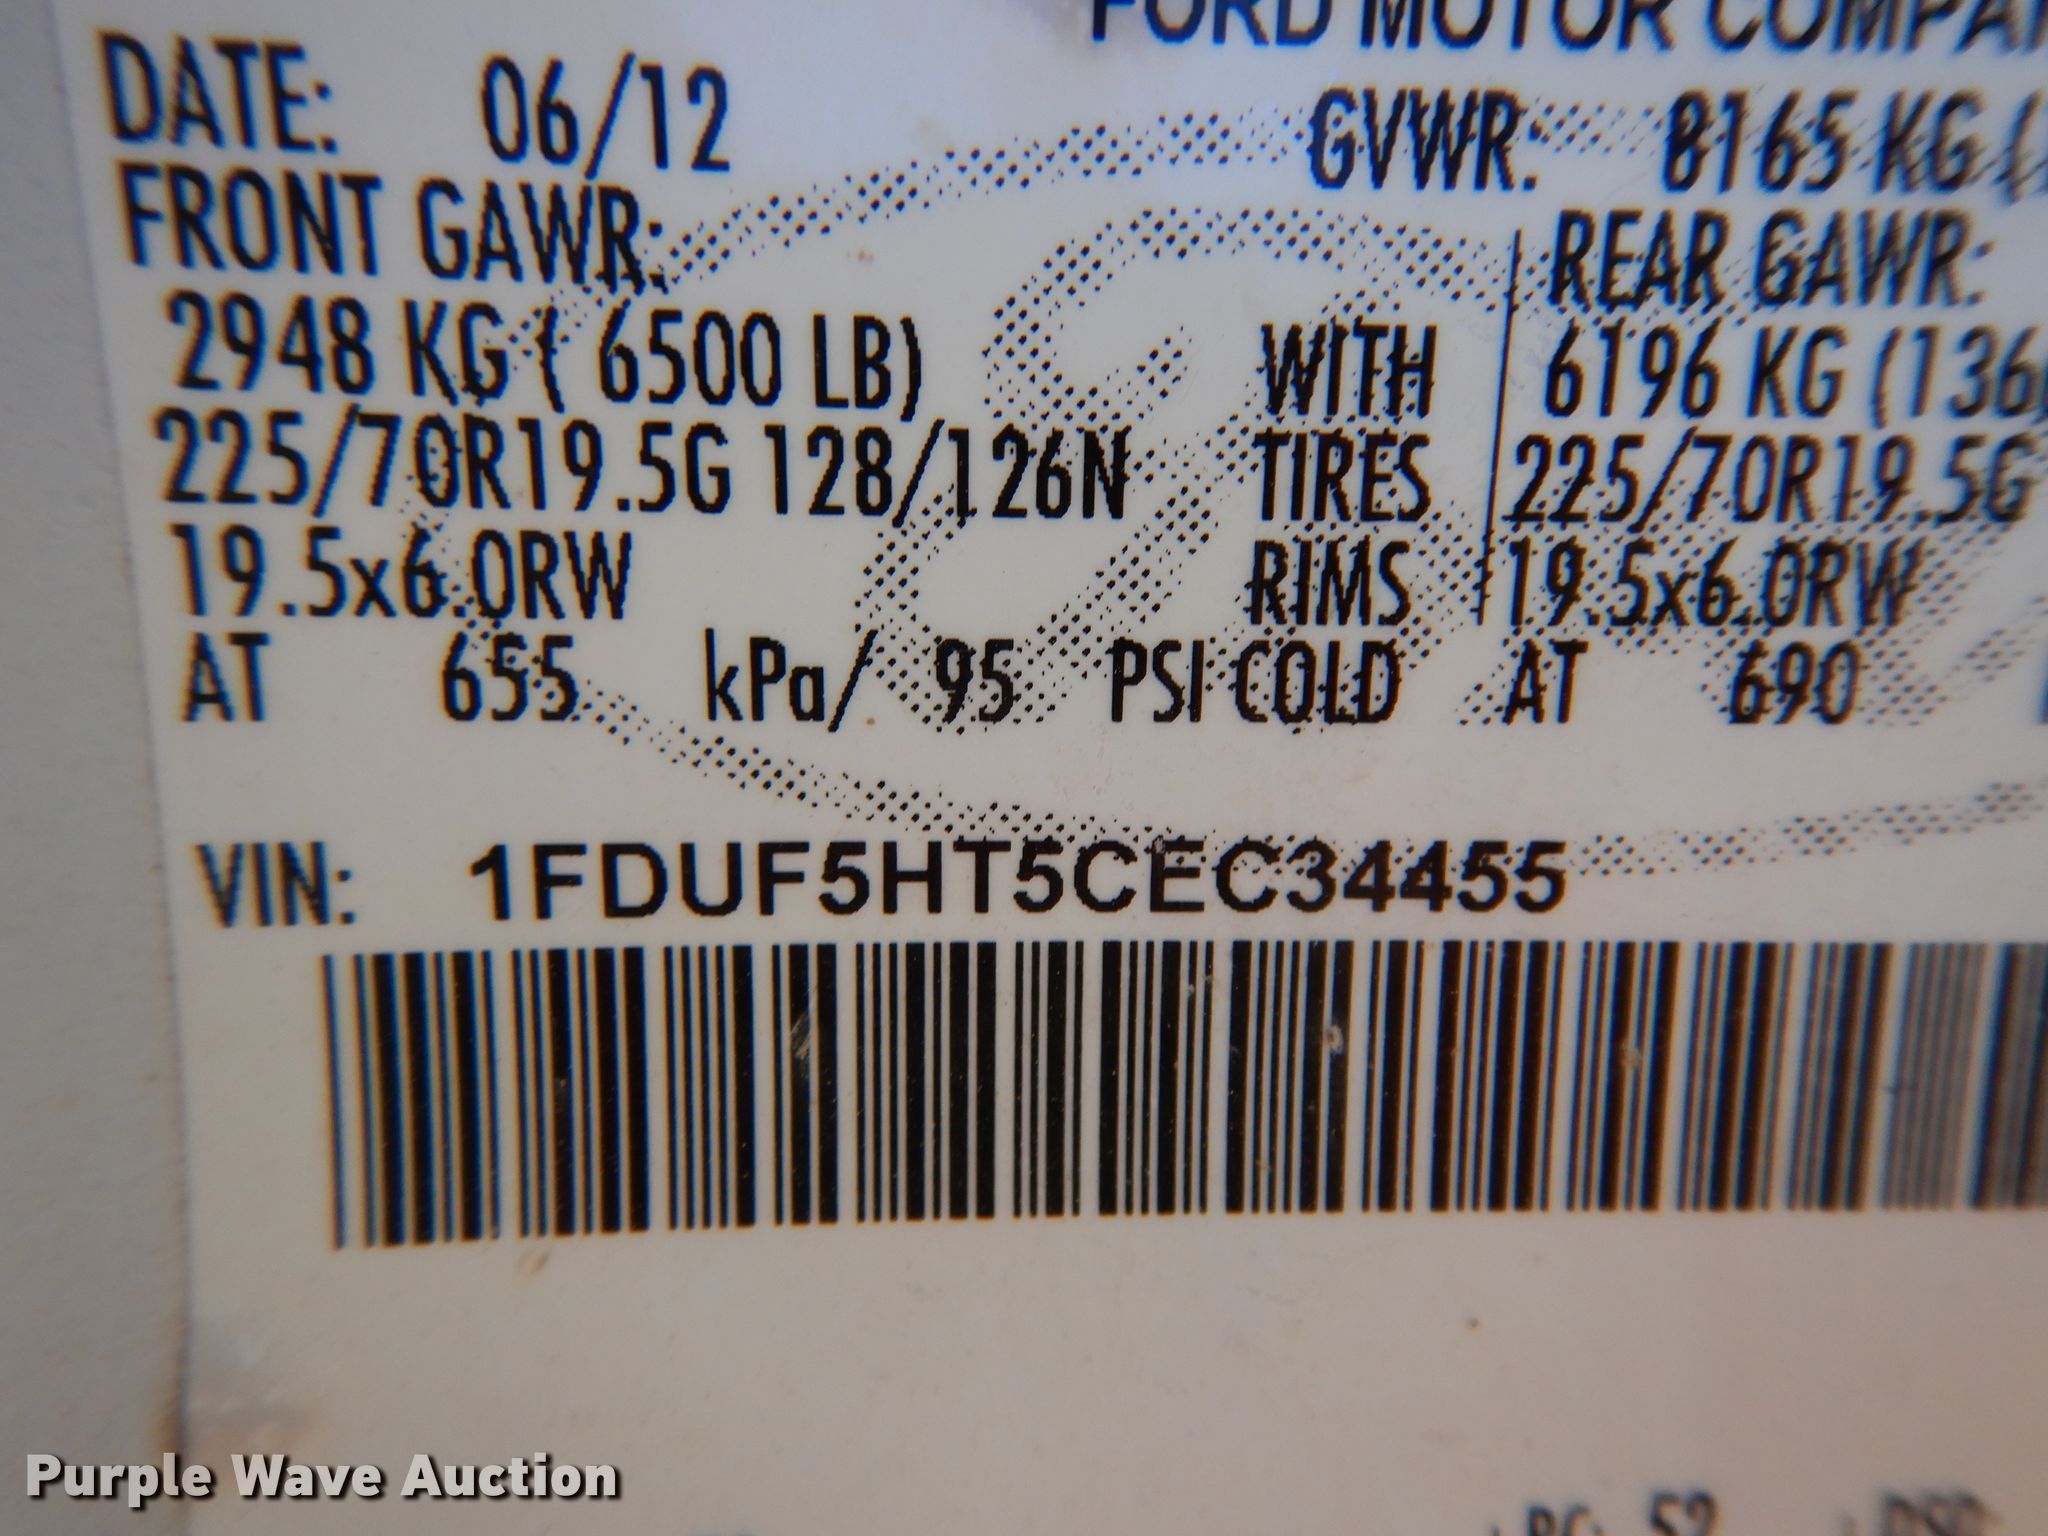 FORD MOTOR COMPA
DATE: 06/12 GVWR: 8165 KG (
FRONT GAWR: REAR GAWR:
2948 KG ( 6500 LB) WITH 6196 KG (136
225/70R19.5G 128/126N TIRES 225/70R19.5G
19.5x6.0RW RIMS 19.5x6.0RW
AT 655 kPa/ 95 PSI COLD AT 690
VIN: 1FDUF5HT5CEC34455
Purple Wave Auction